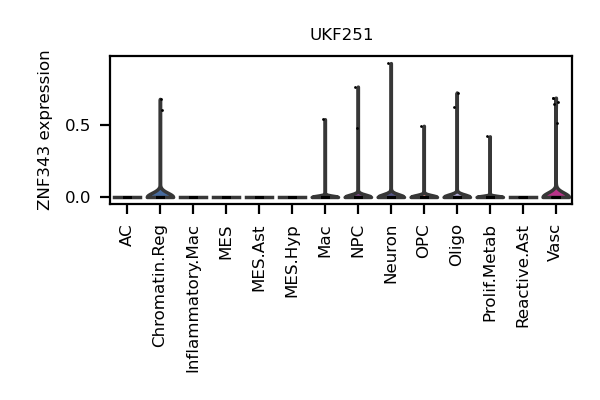 UKF251
ZNF343 expression
0.5
0.0
AC
Chromatin.Reg
Inflammatory.Mac
MES
MES.Ast
MES.Hyp
Mac
NPC
Neuron
OPC
Oligo
Prolif.Metab
Reactive.Ast
Vasc